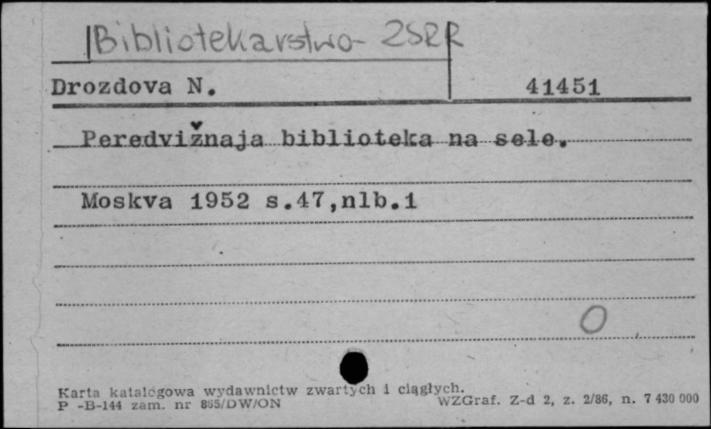 Bibliotekarstwo - ZSRR
Drozdova N. 41451
Peredvižnaja biblioteka na sele.
Moskva 1952 s.47,nlb.1
O
Karta katalogowa wydawnictw zwartych i ciągłych.
P -B-144 zam. nr 865/DW/ON WZGraf. Z-d 2, z. 2/86, n. 7 430 000